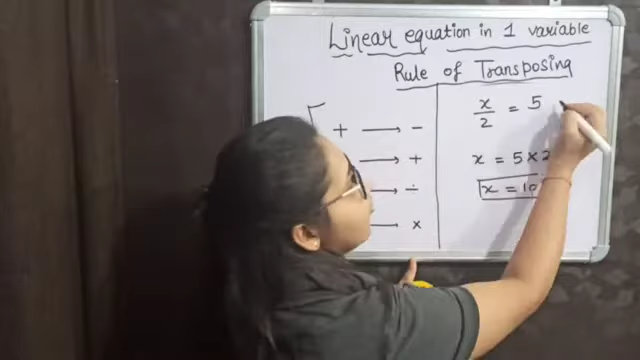 Linear equation in 1 variable
Rule of Transposing
+ → −
→ +
→ ÷
→ ×
x/2 = 5
x = 5 × 2
x = 10